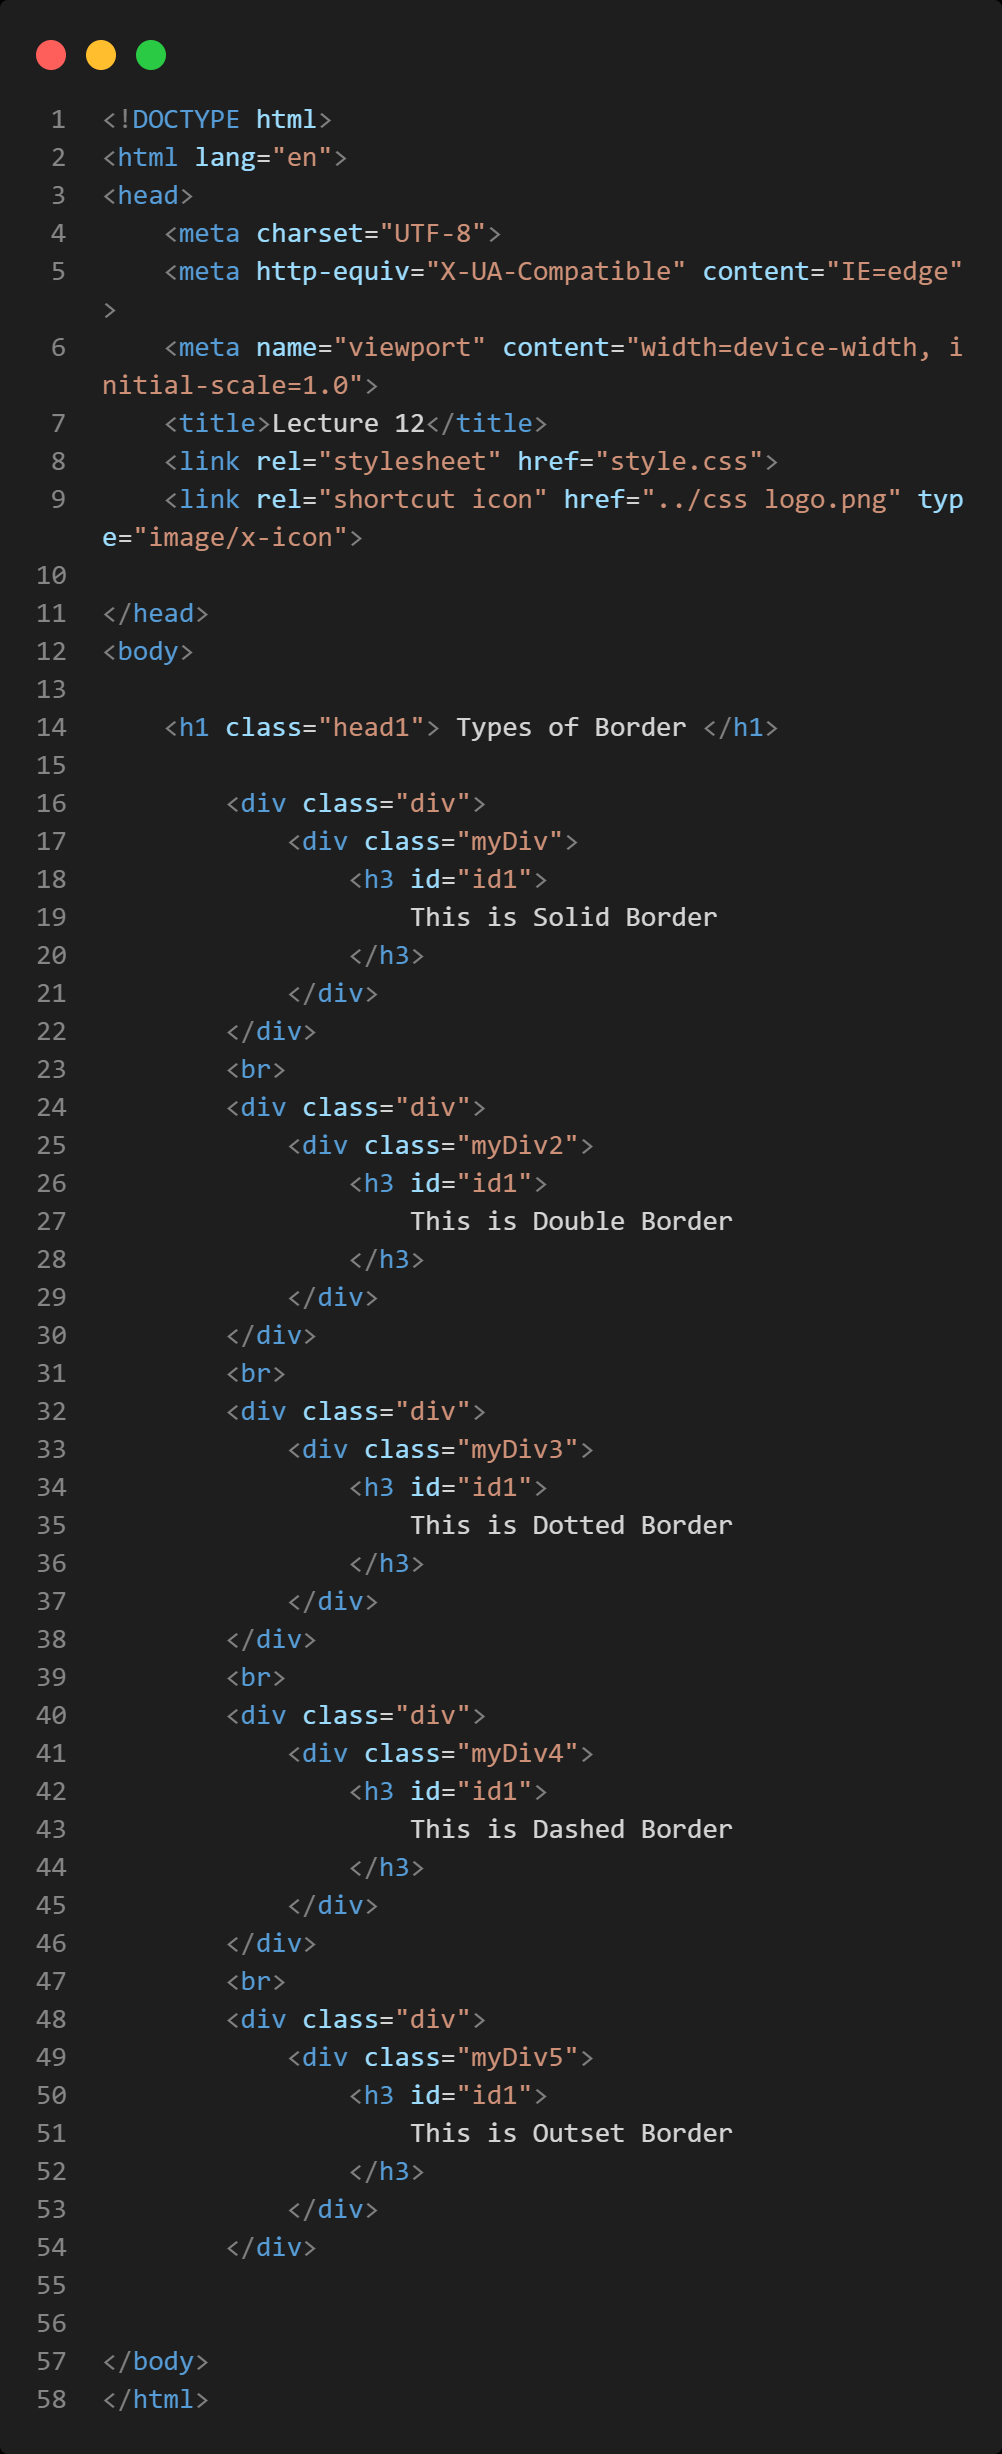 1 <!DOCTYPE html>
2 <html lang="en">
3 <head>
4     <meta charset="UTF-8">
5     <meta http-equiv="X-UA-Compatible" content="IE=edge"
>
6     <meta name="viewport" content="width=device-width, i
nitial-scale=1.0">
7     <title>Lecture 12</title>
8     <link rel="stylesheet" href="style.css">
9     <link rel="shortcut icon" href="../css logo.png" typ
e="image/x-icon">
10
11 </head>
12 <body>
13
14     <h1 class="head1"> Types of Border </h1>
15
16         <div class="div">
17             <div class="myDiv">
18                 <h3 id="id1">
19                     This is Solid Border
20                 </h3>
21             </div>
22         </div>
23         <br>
24         <div class="div">
25             <div class="myDiv2">
26                 <h3 id="id1">
27                     This is Double Border
28                 </h3>
29             </div>
30         </div>
31         <br>
32         <div class="div">
33             <div class="myDiv3">
34                 <h3 id="id1">
35                     This is Dotted Border
36                 </h3>
37             </div>
38         </div>
39         <br>
40         <div class="div">
41             <div class="myDiv4">
42                 <h3 id="id1">
43                     This is Dashed Border
44                 </h3>
45             </div>
46         </div>
47         <br>
48         <div class="div">
49             <div class="myDiv5">
50                 <h3 id="id1">
51                     This is Outset Border
52                 </h3>
53             </div>
54         </div>
55
56
57 </body>
58 </html>